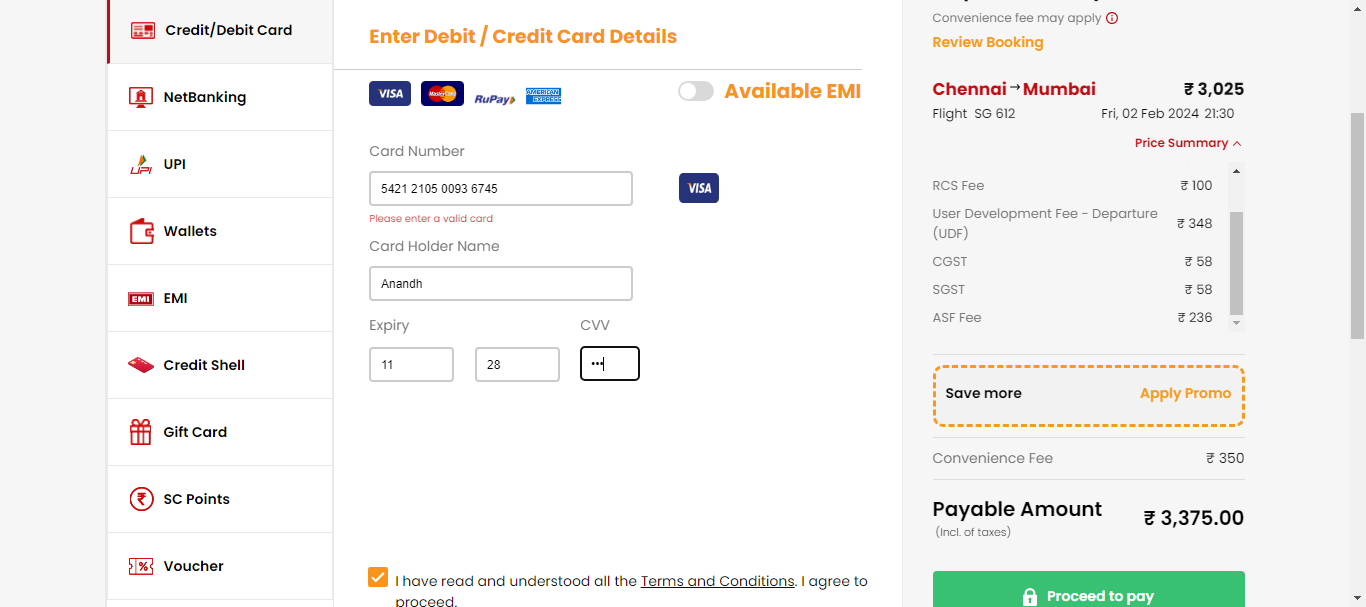 Credit/Debit Card
NetBanking
UPI
UPI
Wallets
EMI
EMI
Credit Shell
Gift Card
SC Points
Voucher
Enter Debit / Credit Card Details
VISA MasterCard RuPay AMERICAN EXPRESS
Available EMI
Card Number
5421 2105 0093 6745
VISA
Please enter a valid card
Card Holder Name
Anandh
Expiry CVV
11 28 •••
I have read and understood all the Terms and Conditions. I agree to
proceed.
Convenience fee may apply
Review Booking
Chennai→Mumbai ₹ 3,025
Flight SG 612 Fri, 02 Feb 2024 21:30
Price Summary
RCS Fee ₹ 100
User Development Fee - Departure
(UDF) ₹ 348
CGST ₹ 58
SGST ₹ 58
ASF Fee ₹ 236
Save more Apply Promo
Convenience Fee ₹ 350
Payable Amount ₹ 3,375.00
(Incl. of taxes)
Proceed to pay